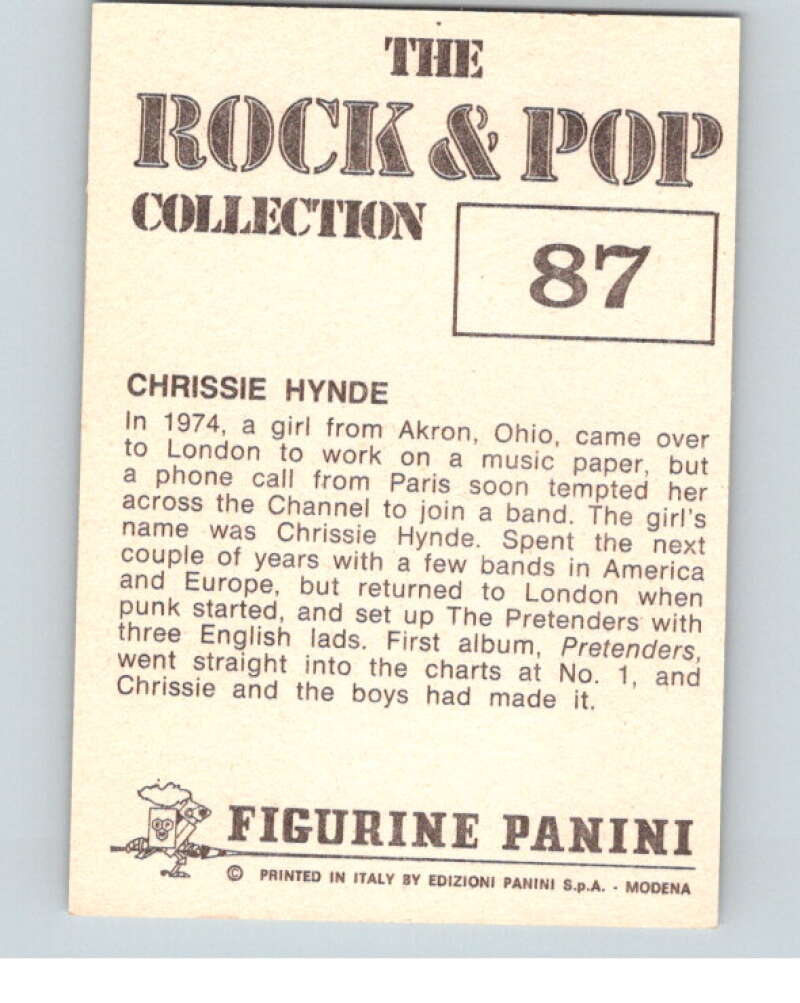 THE
ROCK & POP
COLLECTION
87
CHRISSIE HYNDE
In 1974, a girl from Akron, Ohio, came over
to London to work on a music paper, but
a phone call from Paris soon tempted her
across the Channel to join a band. The girl's
name was Chrissie Hynde. Spent the next
couple of years with a few bands in America
and Europe, but returned to London when
punk started, and set up The Pretenders with
three English lads. First album, Pretenders,
went straight into the charts at No. 1, and
Chrissie and the boys had made it.
FIGURINE PANINI
© PRINTED IN ITALY BY EDIZIONI PANINI S.p.A. - MODENA